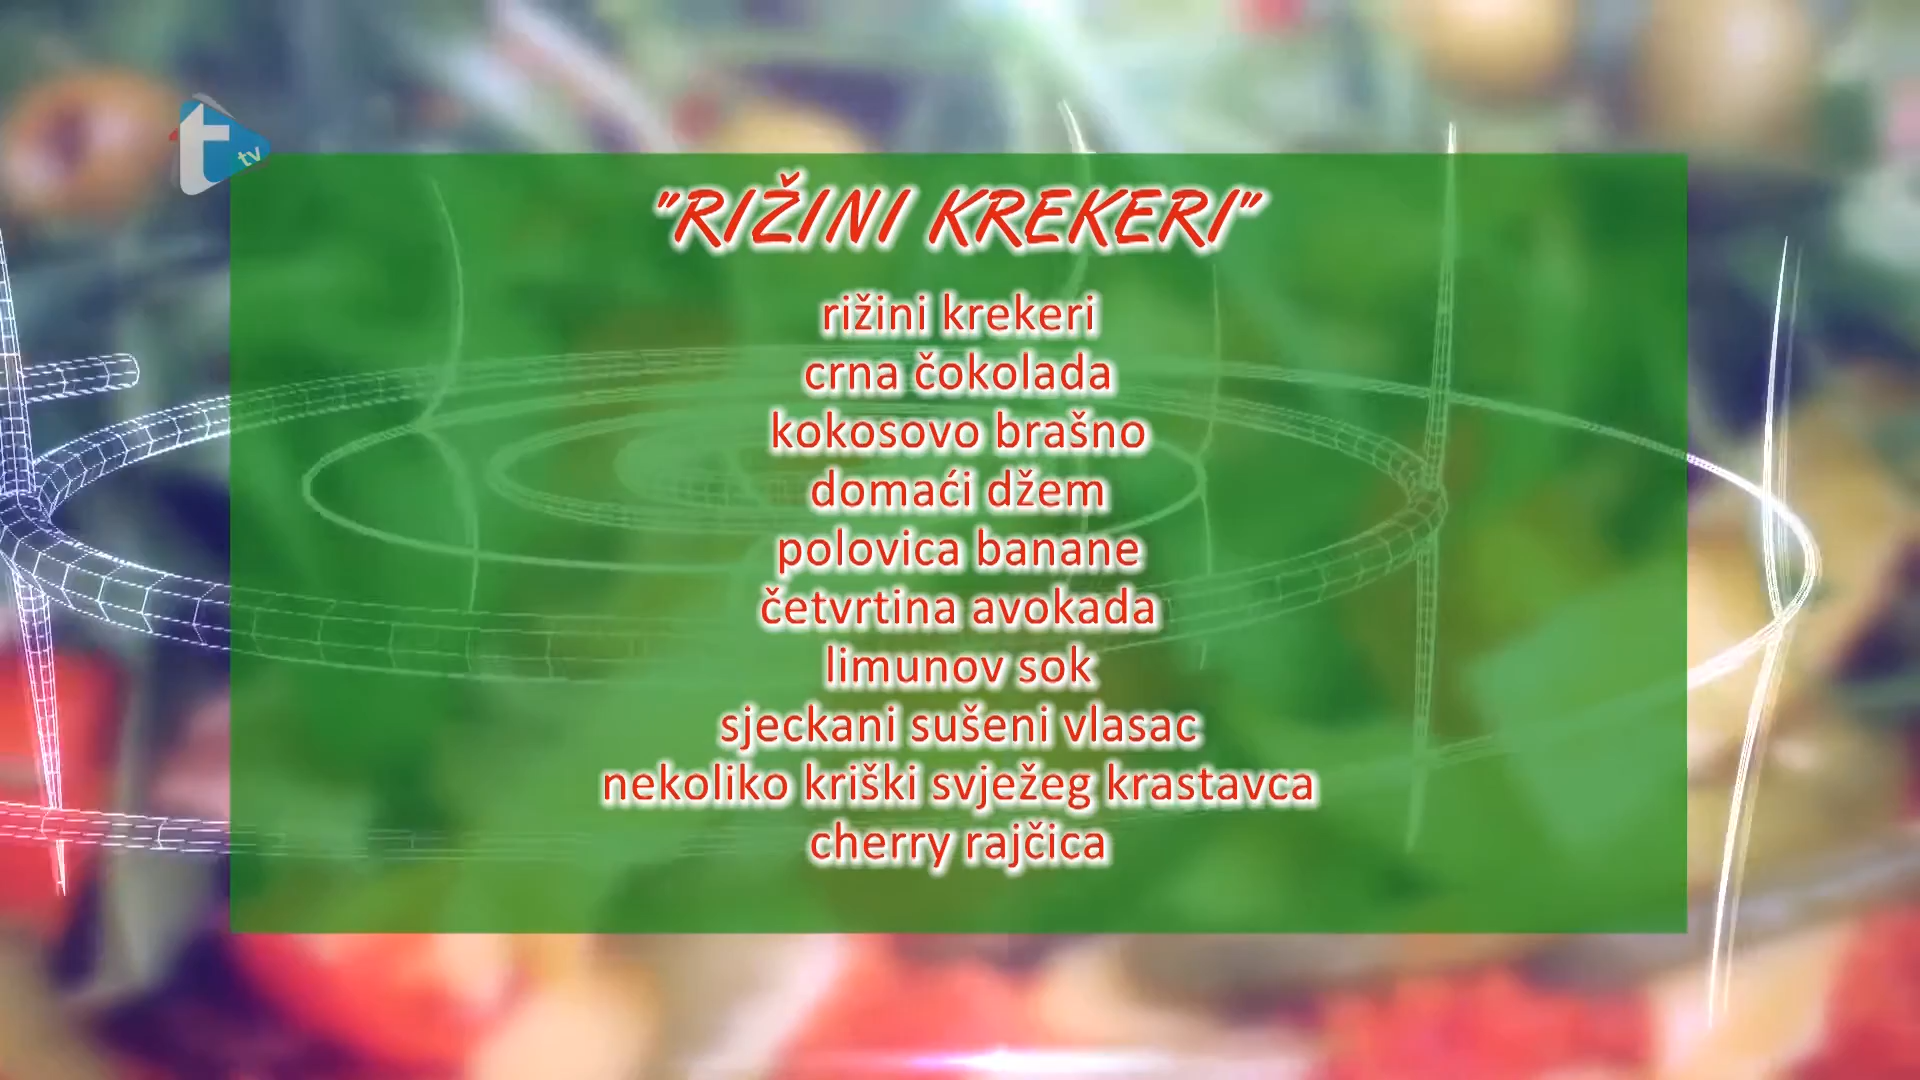 t tv
"RIŽINI KREKERI"
rižini krekeri
crna čokolada
kokosovo brašno
domaći džem
polovica banane
četvrtina avokada
limunov sok
sjeckani sušeni vlasac
nekoliko kriški svježeg krastavca
cherry rajčica